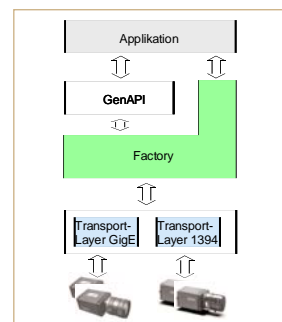 Applikation
GenAPI
Factory
Transport-
Layer GigE
Transport-
Layer 1394